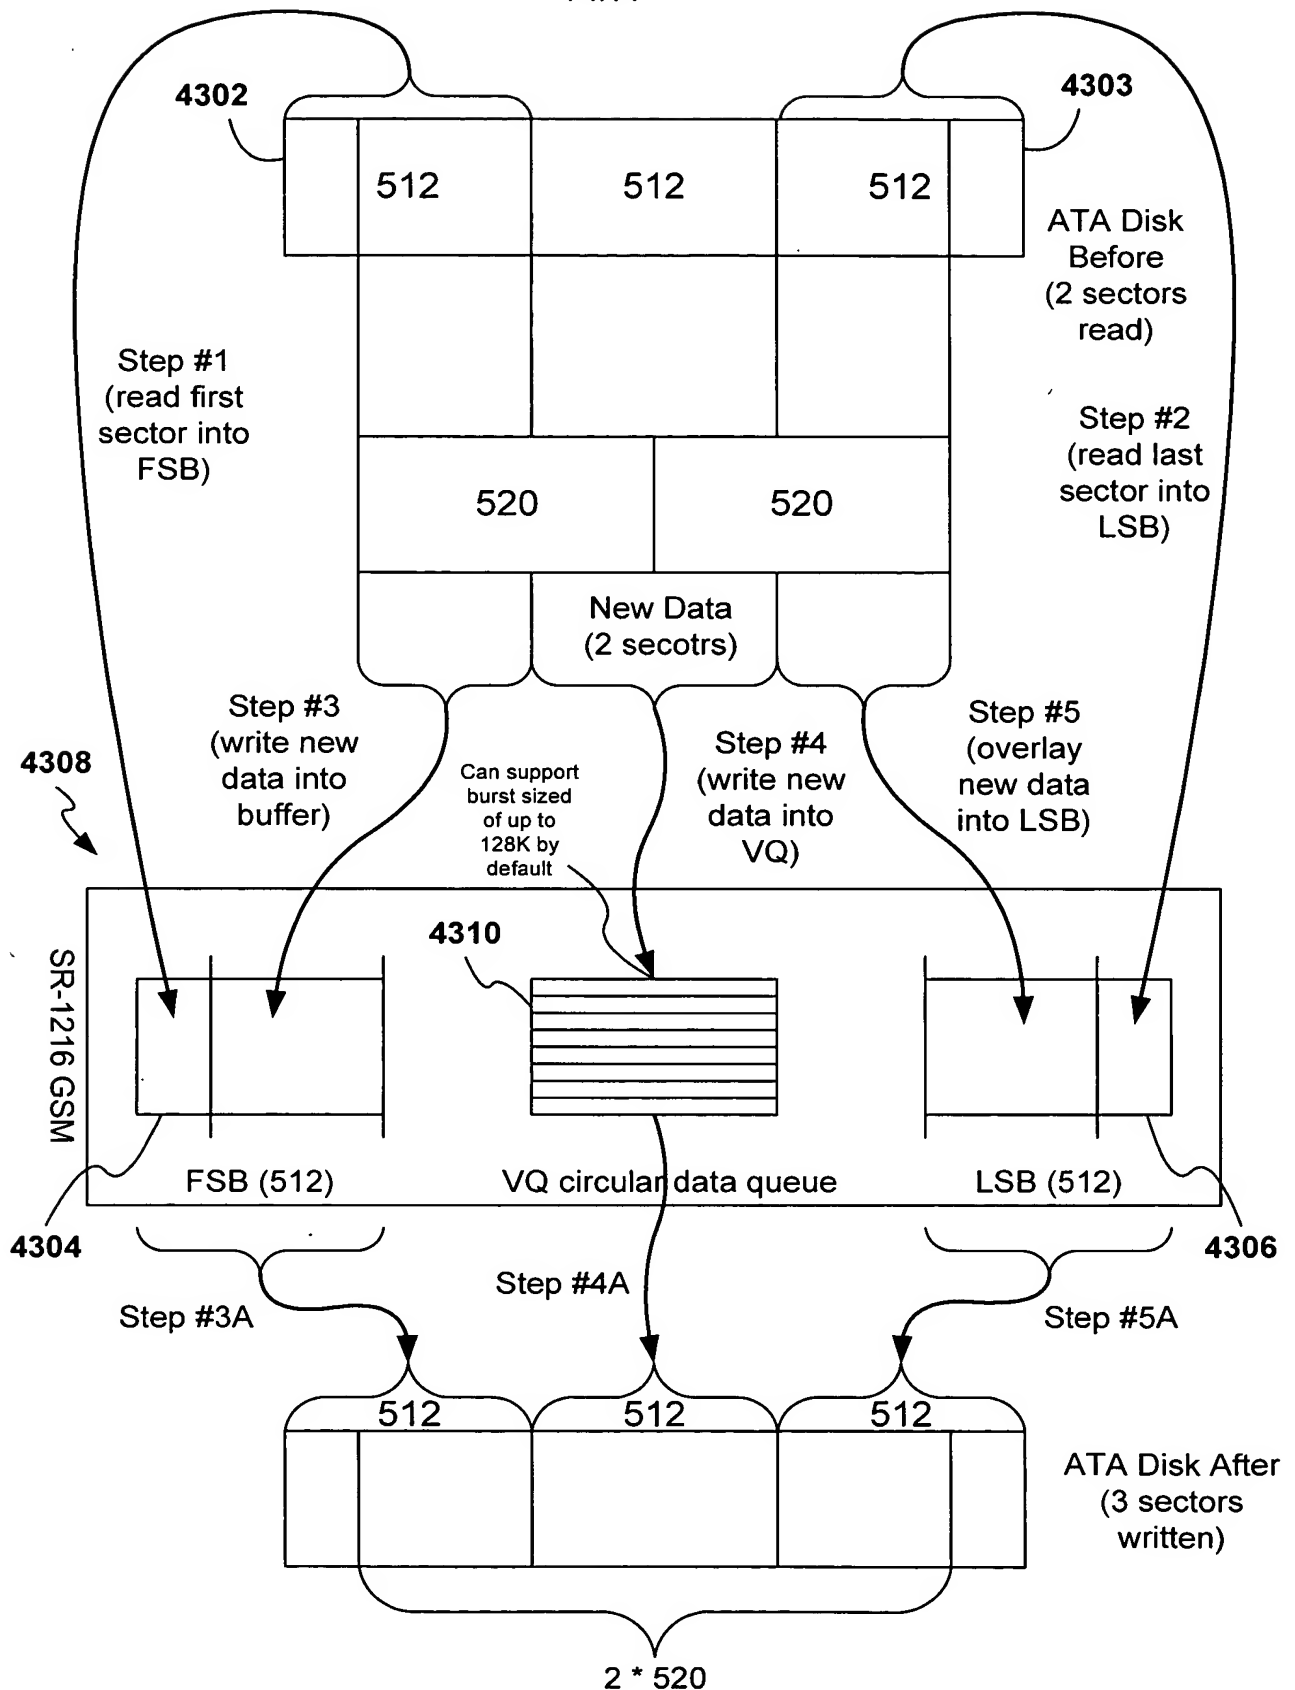 4302
4303
512
512
512
ATA Disk
Before
(2 sectors
read)
Step #1
(read first
sector into
FSB)
Step #2
(read last
sector into
LSB)
520
520
New Data
(2 secotrs)
Step #3
(write new
data into
buffer)
Step #4
(write new
data into
VQ)
Step #5
(overlay
new data
into LSB)
4308
Can support
burst sized
of up to
128K by
default
4310
SR-1216 GSM
FSB (512)
VQ circular data queue
LSB (512)
4304
4306
Step #3A
Step #4A
Step #5A
512
512
512
ATA Disk After
(3 sectors
written)
2 * 520